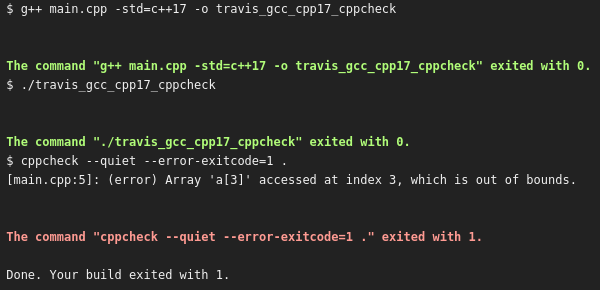 $ g++ main.cpp -std=c++17 -o travis_gcc_cpp17_cppcheck
The command "g++ main.cpp -std=c++17 -o travis_gcc_cpp17_cppcheck" exited with 0.
$ ./travis_gcc_cpp17_cppcheck
The command "./travis_gcc_cpp17_cppcheck" exited with 0.
$ cppcheck --quiet --error-exitcode=1 .
[main.cpp:5]: (error) Array 'a[3]' accessed at index 3, which is out of bounds.
The command "cppcheck --quiet --error-exitcode=1 ." exited with 1.
Done. Your build exited with 1.